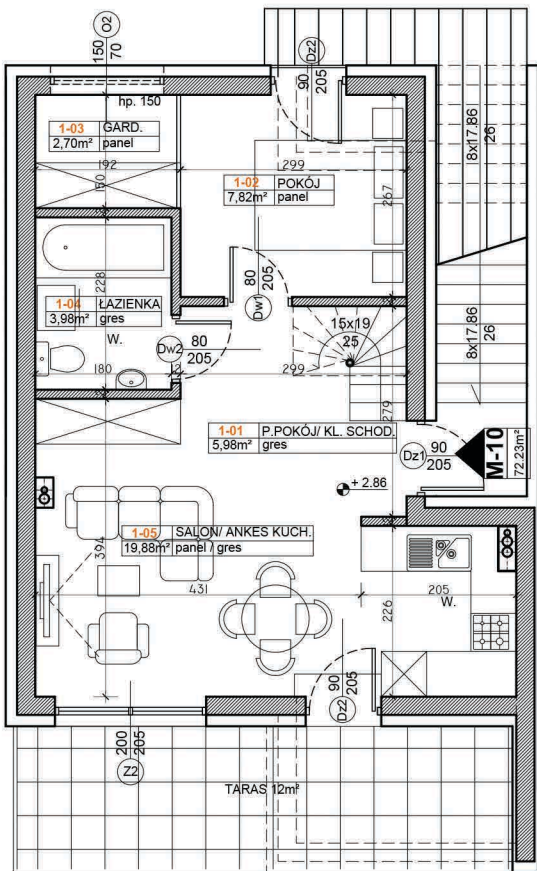 O2
150
70
Dz2
90
205
hp. 150
1-03 GARD.
2,70m² panel
192
150
299
1-02 POKÓJ
7,82m² panel
267
8x17.86
26
228
1-04 ŁAZIENKA
3,98m² gres
W.
80
205
Dw1
Dw2
80
205
15x19
25
8x17.86
26
180
12
299
279
1-01 P.POKÓJ/ KL. SCHOD.
5,98m² gres
Dz1
90
205
M-10
72.23m²
+ 2.86
1-05 SALON/ ANKES KUCH.
19,88m² panel / gres
394
431
205
W.
226
90
205
Dz2
200
205
Z2
TARAS 12m²